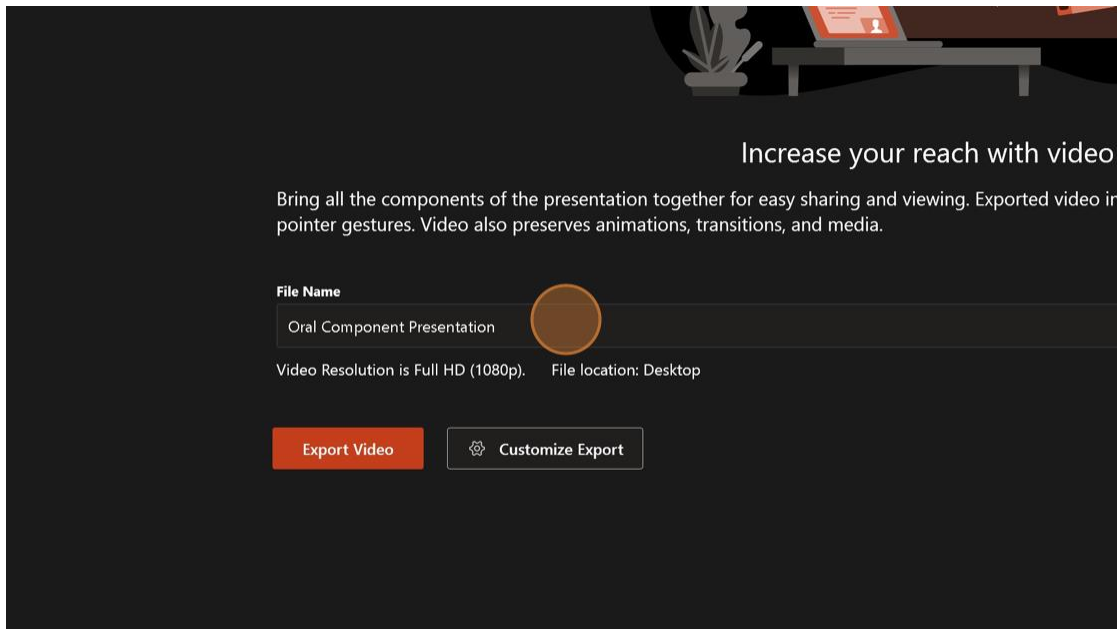 Increase your reach with video
Bring all the components of the presentation together for easy sharing and viewing. Exported video in
pointer gestures. Video also preserves animations, transitions, and media.
File Name
Oral Component Presentation
Video Resolution is Full HD (1080p). File location: Desktop
Export Video Customize Export